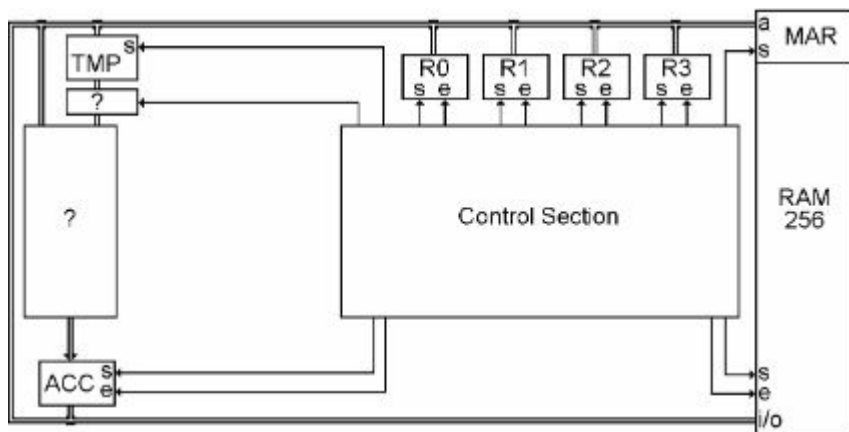 a
MAR
s
TMP s
R0
s e
R1
s e
R2
s e
R3
s e
?
?
Control Section
RAM
256
ACC s
e
s
e
i/o